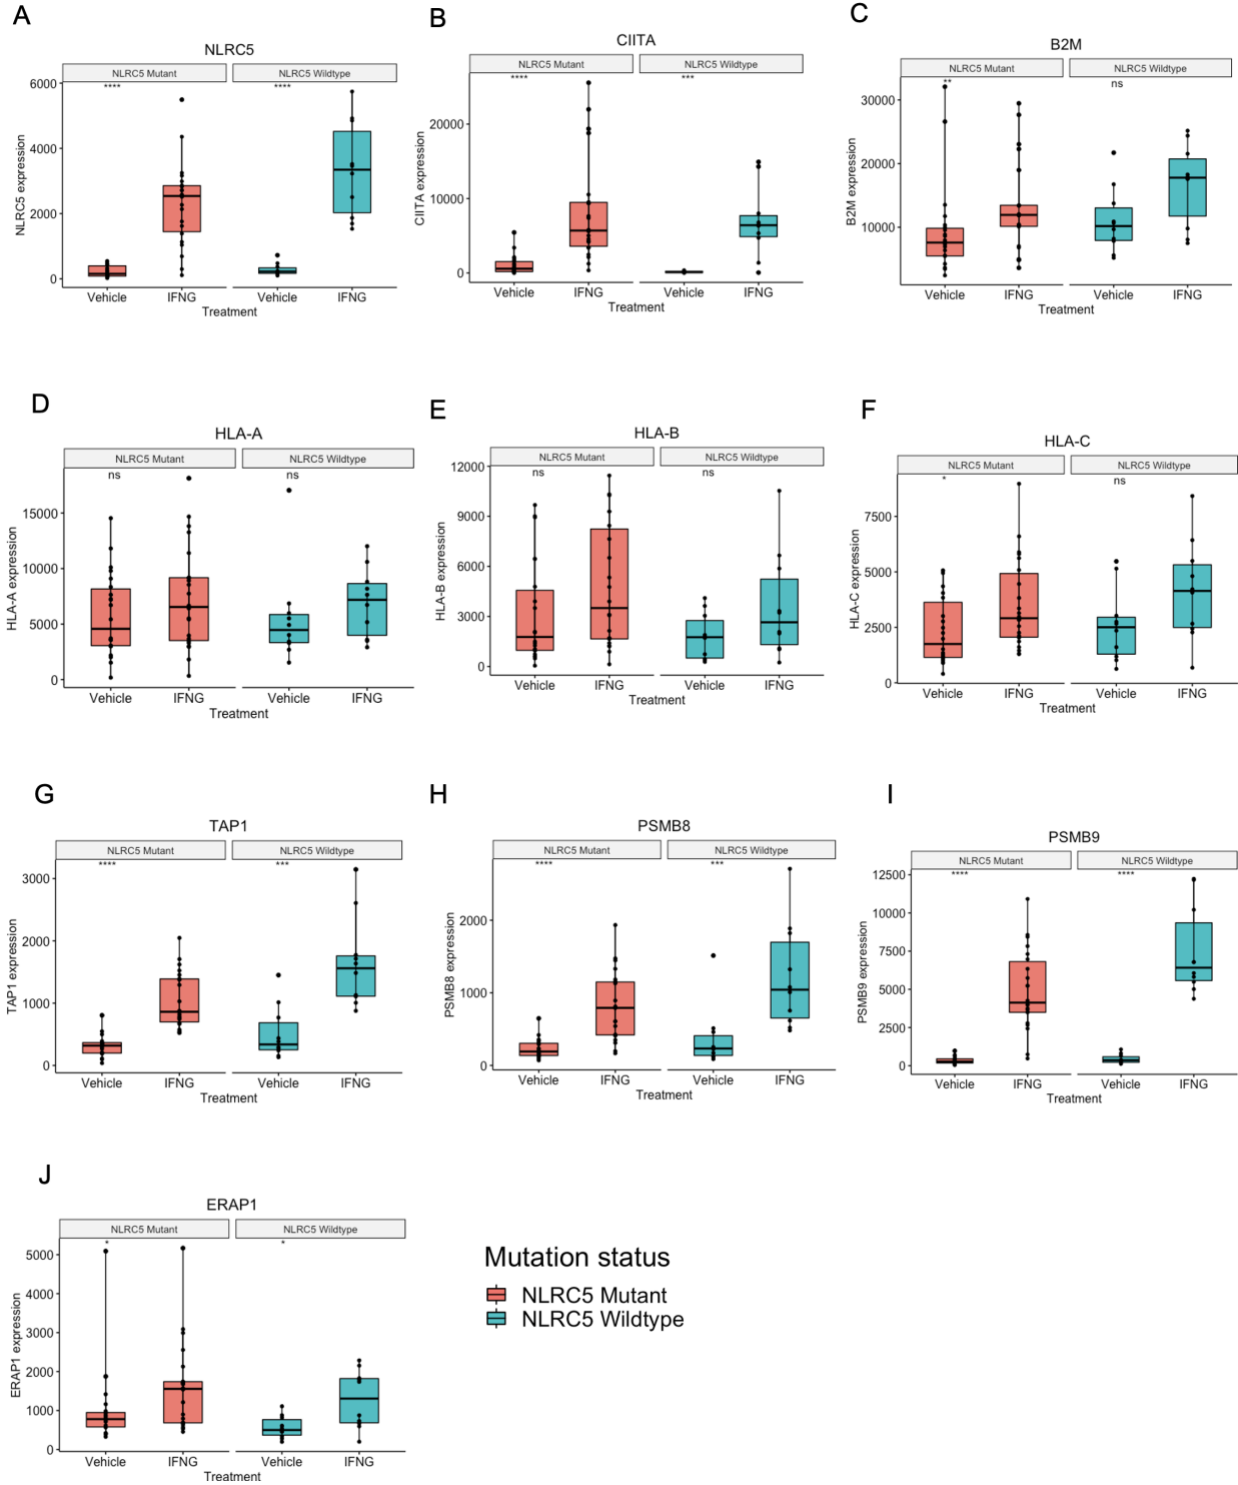 A
NLRC5
NLRC5 Mutant NLRC5 Wildtype
**** ****
6000
4000
2000
0
NLRC5 expression
Vehicle IFNG Vehicle IFNG
Treatment
B
CIITA
NLRC5 Mutant NLRC5 Wildtype
**** ***
20000
10000
0
CIITA expression
Vehicle IFNG Vehicle IFNG
Treatment
C
B2M
NLRC5 Mutant NLRC5 Wildtype
** ns
30000
20000
10000
B2M expression
Vehicle IFNG Vehicle IFNG
Treatment
D
HLA-A
NLRC5 Mutant NLRC5 Wildtype
ns ns
15000
10000
5000
0
HLA-A expression
Vehicle IFNG Vehicle IFNG
Treatment
E
HLA-B
NLRC5 Mutant NLRC5 Wildtype
ns ns
12000
9000
6000
3000
0
HLA-B expression
Vehicle IFNG Vehicle IFNG
Treatment
F
HLA-C
NLRC5 Mutant NLRC5 Wildtype
* ns
7500
5000
2500
0
HLA-C expression
Vehicle IFNG Vehicle IFNG
Treatment
G
TAP1
NLRC5 Mutant NLRC5 Wildtype
**** ***
3000
2000
1000
0
TAP1 expression
Vehicle IFNG Vehicle IFNG
Treatment
H
PSMB8
NLRC5 Mutant NLRC5 Wildtype
**** ***
2000
1000
0
PSMB8 expression
Vehicle IFNG Vehicle IFNG
Treatment
I
PSMB9
NLRC5 Mutant NLRC5 Wildtype
**** ****
12500
10000
7500
5000
2500
0
PSMB9 expression
Vehicle IFNG Vehicle IFNG
Treatment
J
ERAP1
NLRC5 Mutant NLRC5 Wildtype
* *
5000
4000
3000
2000
1000
0
ERAP1 expression
Vehicle IFNG Vehicle IFNG
Treatment
Mutation status
NLRC5 Mutant
NLRC5 Wildtype